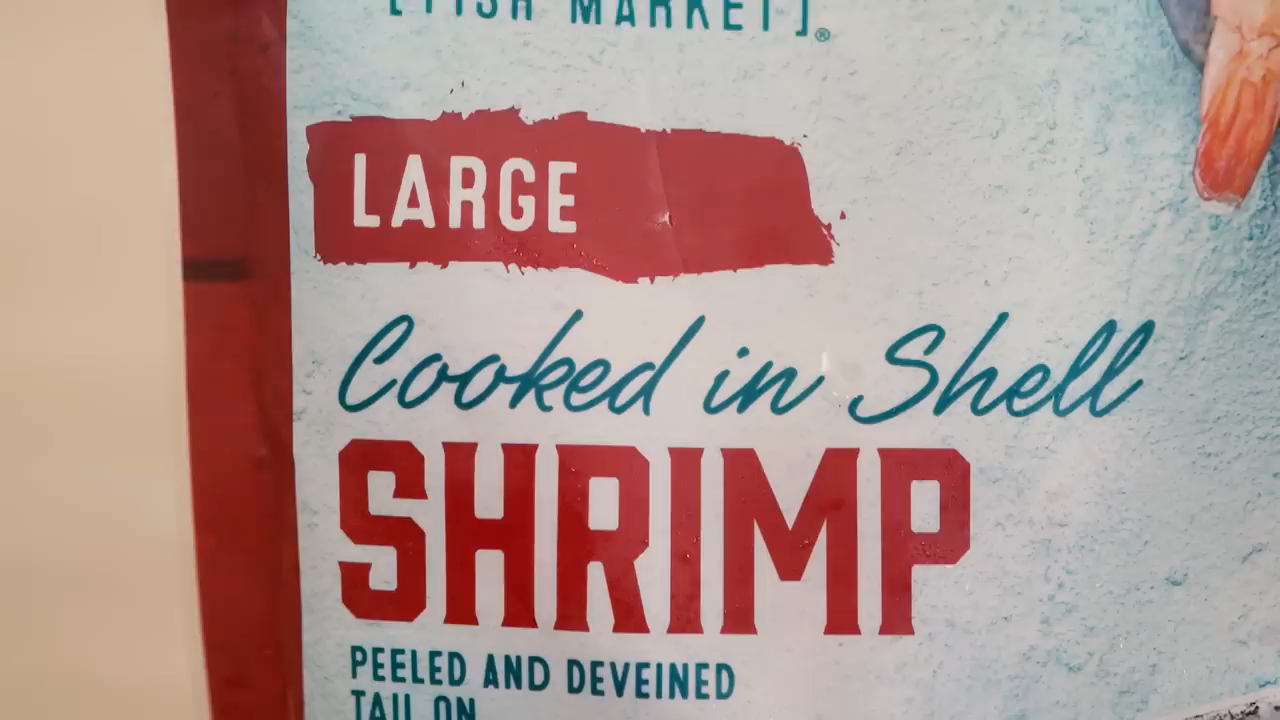 [FISH MARKET]®
LARGE
Cooked in Shell
SHRIMP
PEELED AND DEVEINED
TAIL ON